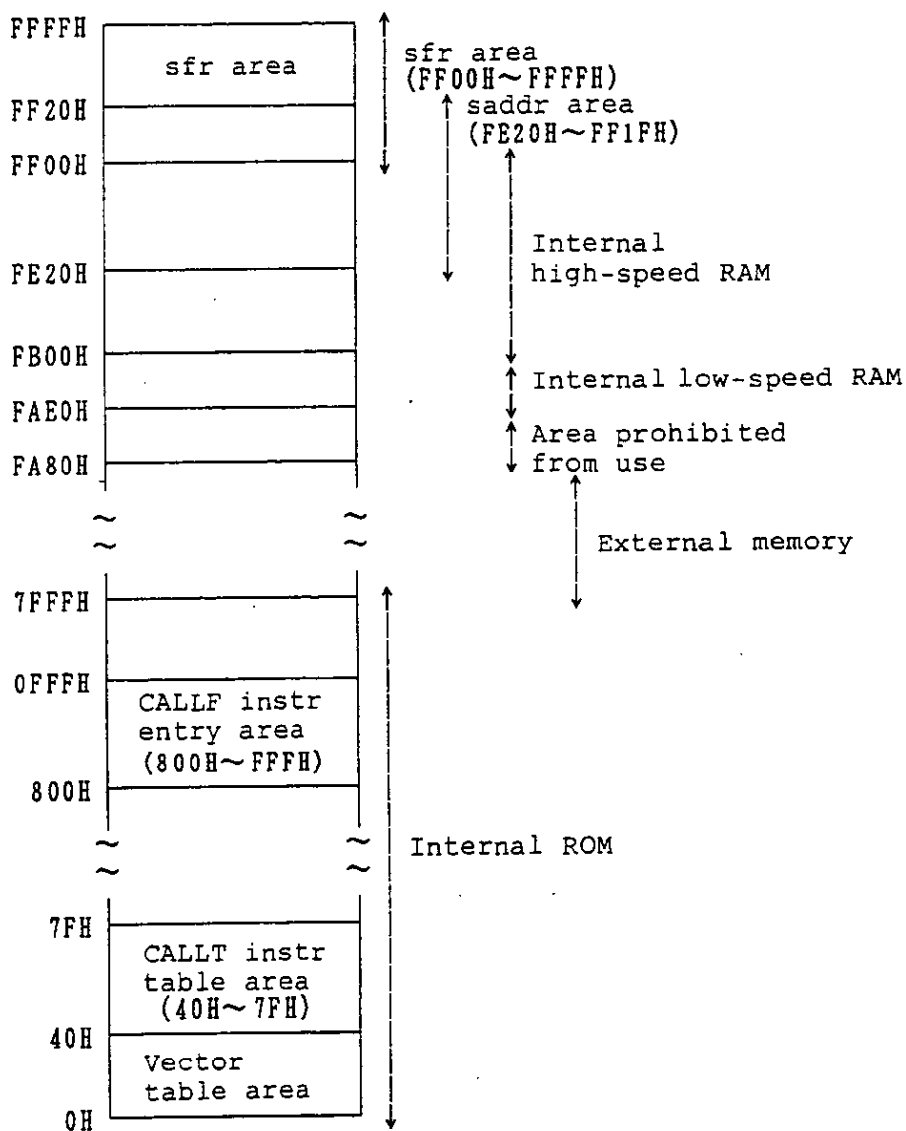 FFFFH
sfr area
sfr area
(FF00H~FFFFH)
FF20H
saddr area
(FE20H~FF1FH)
FF00H
Internal
high-speed RAM
FE20H
FB00H
Internal low-speed RAM
FAE0H
Area prohibited
from use
FA80H
External memory
7FFFH
0FFFH
CALLF instr
entry area
(800H~FFFH)
800H
Internal ROM
7FH
CALLT instr
table area
(40H~7FH)
40H
Vector
table area
0H